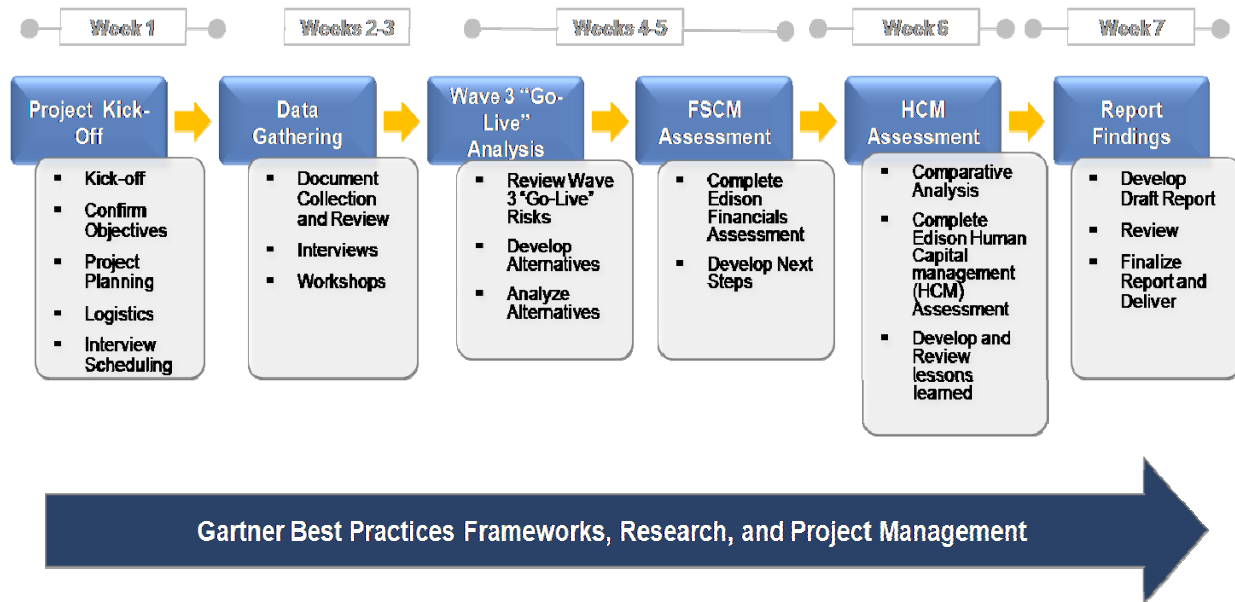 Week 1
Weeks 2-3
Weeks 4-5
Week 6
Week 7
Project Kick-
Off
Data
Gathering
Wave 3 “Go-
Live”
Analysis
FSCM
Assessment
HCM
Assessment
Report
Findings
▪ Kick-off
▪ Confirm
Objectives
▪ Project
Planning
▪ Logistics
▪ Interview
Scheduling
▪ Document
Collection
and Review
▪ Interviews
▪ Workshops
▪ Review Wave
3 “Go-Live”
Risks
▪ Develop
Alternatives
▪ Analyze
Alternatives
▪ Complete
Edison
Financials
Assessment
▪ Develop Next
Steps
▪ Comparative
Analysis
▪ Complete
Edison Human
Capital
management
(HCM)
Assessment
▪ Develop and
Review
lessons
learned
▪ Develop
Draft Report
▪ Review
▪ Finalize
Report and
Deliver
Gartner Best Practices Frameworks, Research, and Project Management